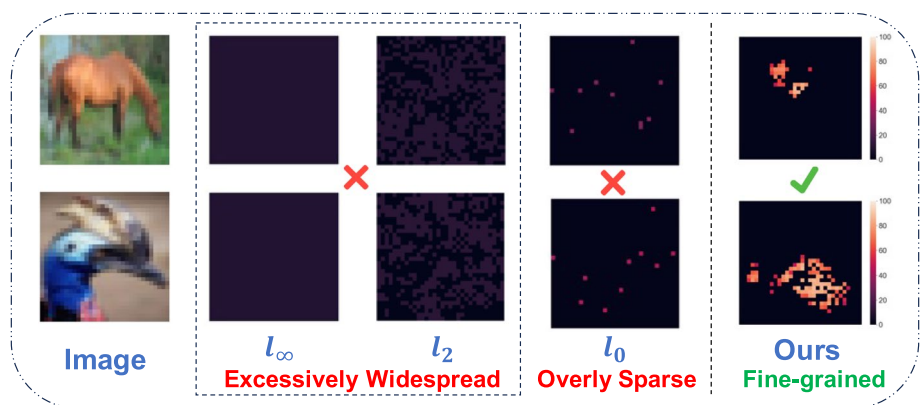 100
80
60
40
20
0
100
80
60
40
20
0
Image
l∞
l2
l0
Ours
Excessively Widespread
Overly Sparse
Fine-grained